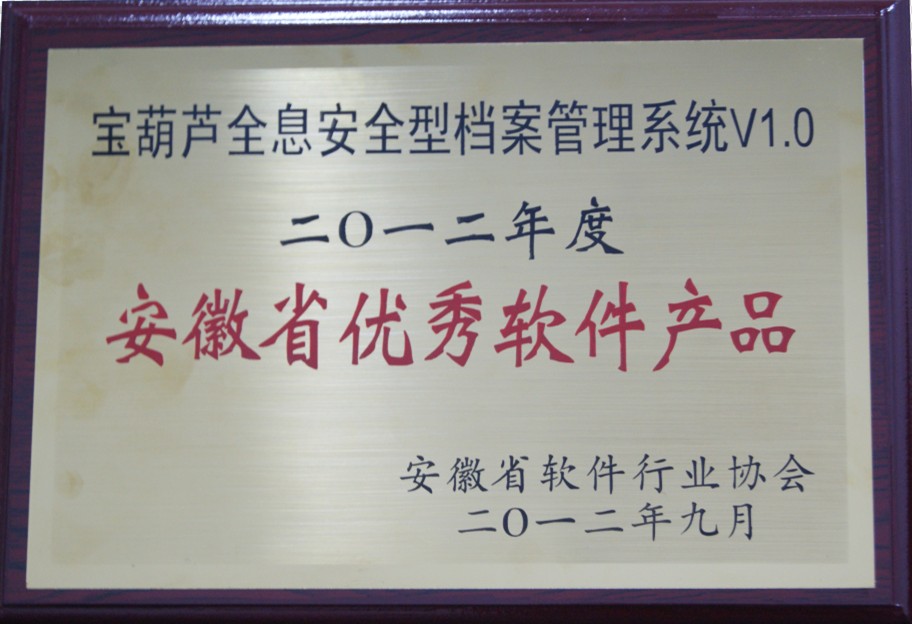 宝葫芦全息安全型档案管理系统V1.0
二O一二年度
安徽省优秀软件产品
安徽省软件行业协会
二O一二年九月